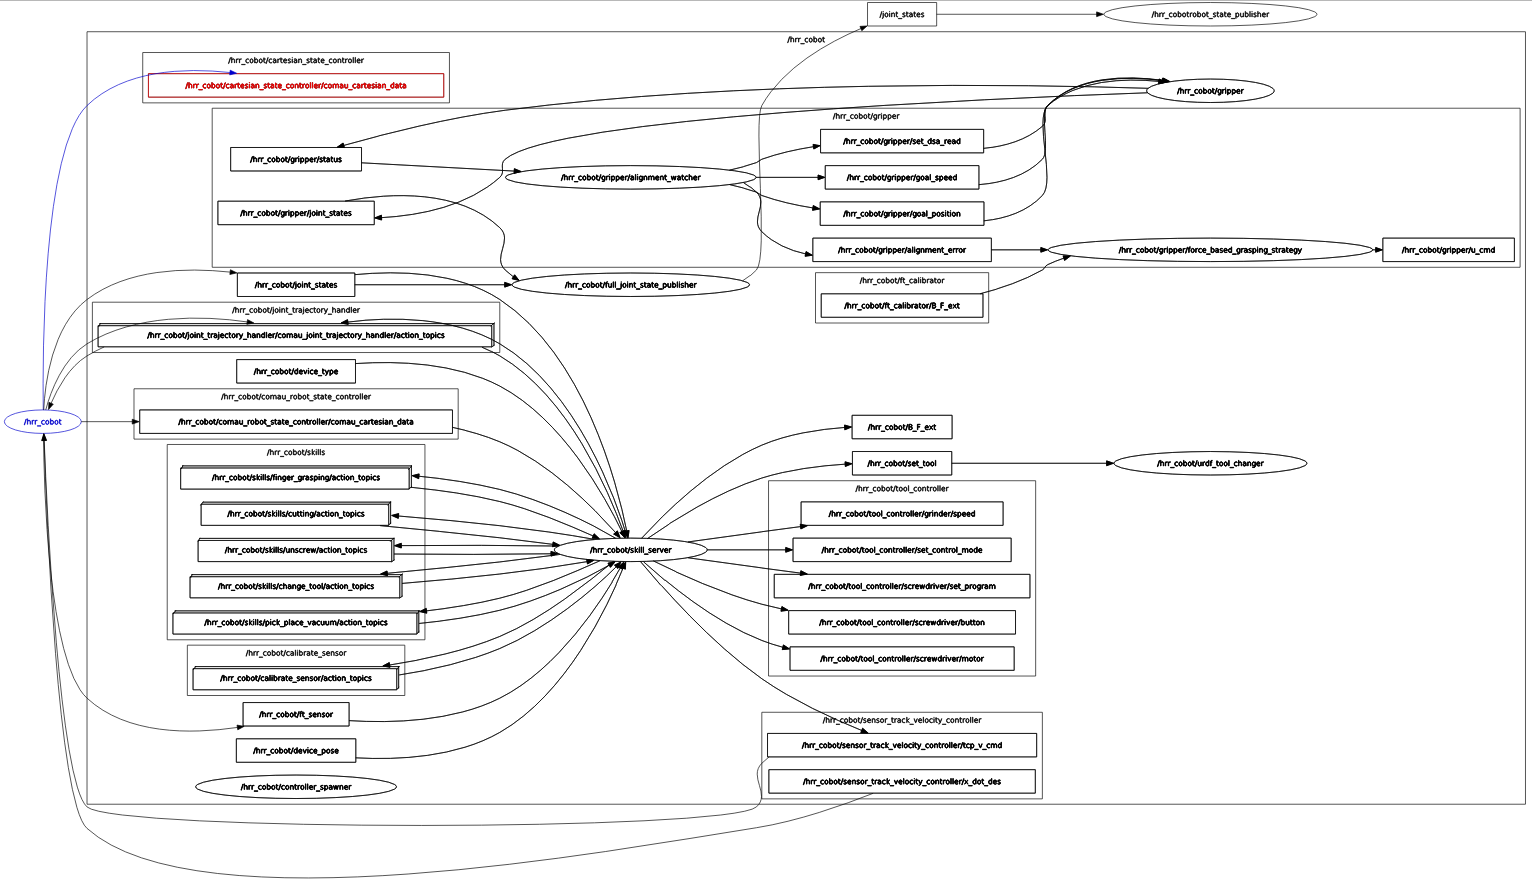 /joint_states
/hrr_cobotrobot_state_publisher
/hrr_cobot
/hrr_cobot/cartesian_state_controller
/hrr_cobot/cartesian_state_controller/comau_cartesian_data
/hrr_cobot/gripper
/hrr_cobot/gripper
/hrr_cobot/gripper/set_dsa_read
/hrr_cobot/gripper/status
/hrr_cobot/gripper/alignment_watcher
/hrr_cobot/gripper/goal_speed
/hrr_cobot/gripper/joint_states
/hrr_cobot/gripper/goal_position
/hrr_cobot/gripper/alignment_error
/hrr_cobot/gripper/force_based_grasping_strategy
/hrr_cobot/gripper/u_cmd
/hrr_cobot/joint_states
/hrr_cobot/full_joint_state_publisher
/hrr_cobot/ft_calibrator
/hrr_cobot/ft_calibrator/B_F_ext
/hrr_cobot/joint_trajectory_handler
/hrr_cobot/joint_trajectory_handler/comau_joint_trajectory_handler/action_topics
/hrr_cobot/device_type
/hrr_cobot/comau_robot_state_controller
/hrr_cobot
/hrr_cobot/comau_robot_state_controller/comau_cartesian_data
/hrr_cobot/B_F_ext
/hrr_cobot/skills
/hrr_cobot/skills/finger_grasping/action_topics
/hrr_cobot/set_tool
/hrr_cobot/urdf_tool_changer
/hrr_cobot/tool_controller
/hrr_cobot/skills/cutting/action_topics
/hrr_cobot/tool_controller/grinder/speed
/hrr_cobot/skills/unscrew/action_topics
/hrr_cobot/skill_server
/hrr_cobot/tool_controller/set_control_mode
/hrr_cobot/skills/change_tool/action_topics
/hrr_cobot/tool_controller/screwdriver/set_program
/hrr_cobot/skills/pick_place_vacuum/action_topics
/hrr_cobot/tool_controller/screwdriver/button
/hrr_cobot/calibrate_sensor
/hrr_cobot/tool_controller/screwdriver/motor
/hrr_cobot/calibrate_sensor/action_topics
/hrr_cobot/ft_sensor
/hrr_cobot/sensor_track_velocity_controller
/hrr_cobot/device_pose
/hrr_cobot/sensor_track_velocity_controller/tcp_v_cmd
/hrr_cobot/controller_spawner
/hrr_cobot/sensor_track_velocity_controller/x_dot_des